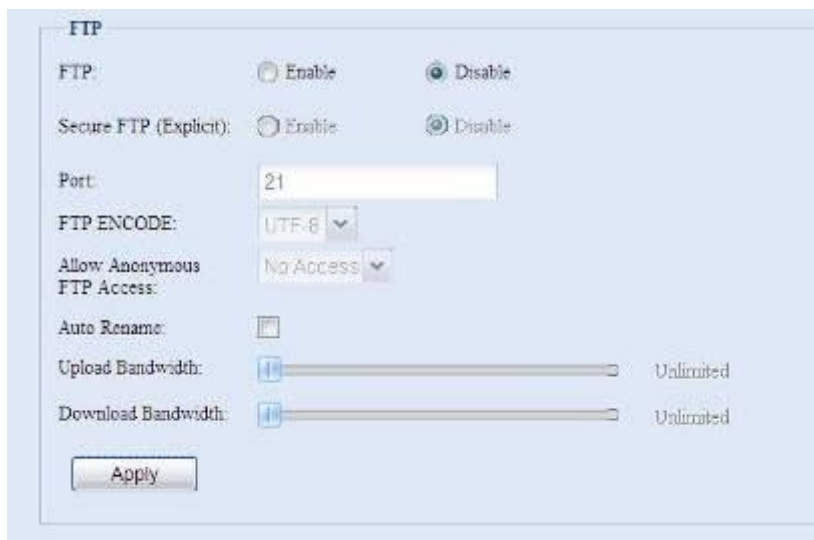 FTP
FTP: Enable Disable
Secure FTP (Explicit): Enable Disable
Port: 21
FTP ENCODE: UTF-8
Allow Anonymous
FTP Access: No Access
Auto Rename:
Upload Bandwidth: Unlimited
Download Bandwidth: Unlimited
Apply